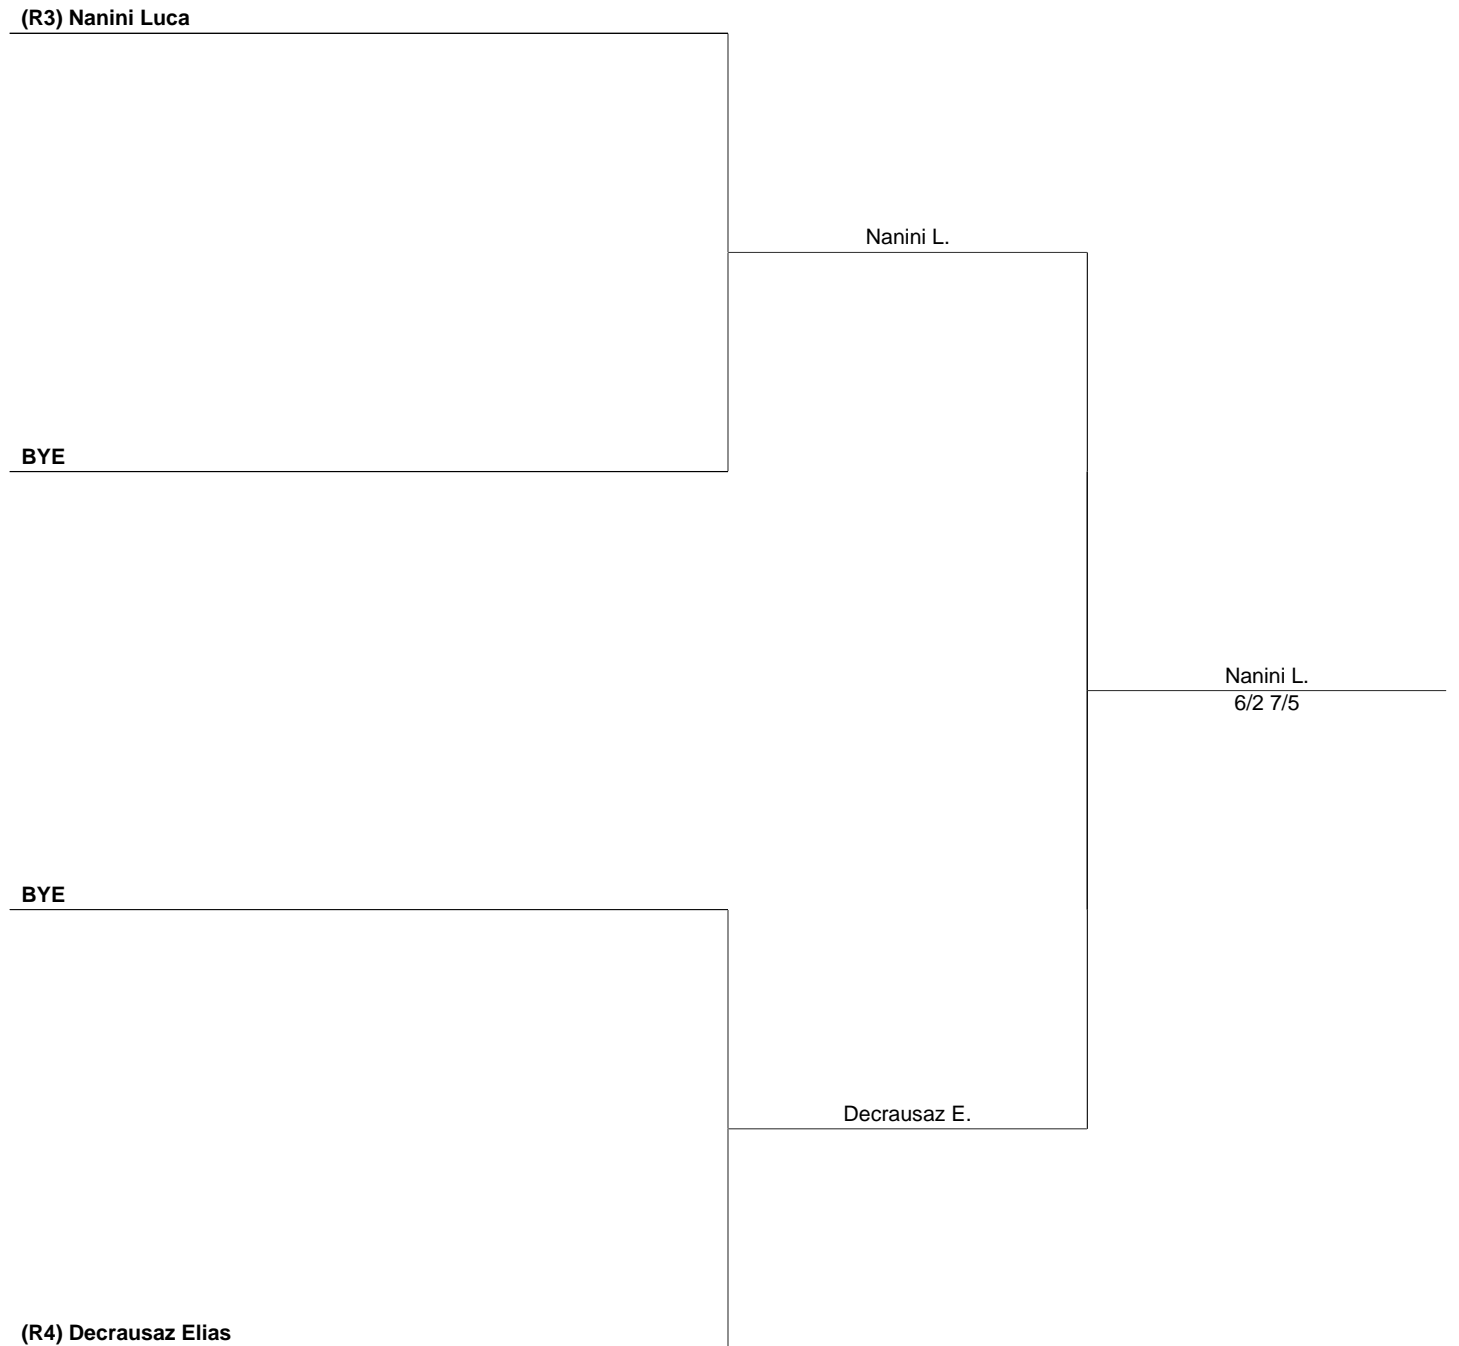 (R3) Nanini Luca
Nanini L.
BYE
Nanini L.
6/2 7/5
BYE
Decrausaz E.
(R4) Decrausaz Elias